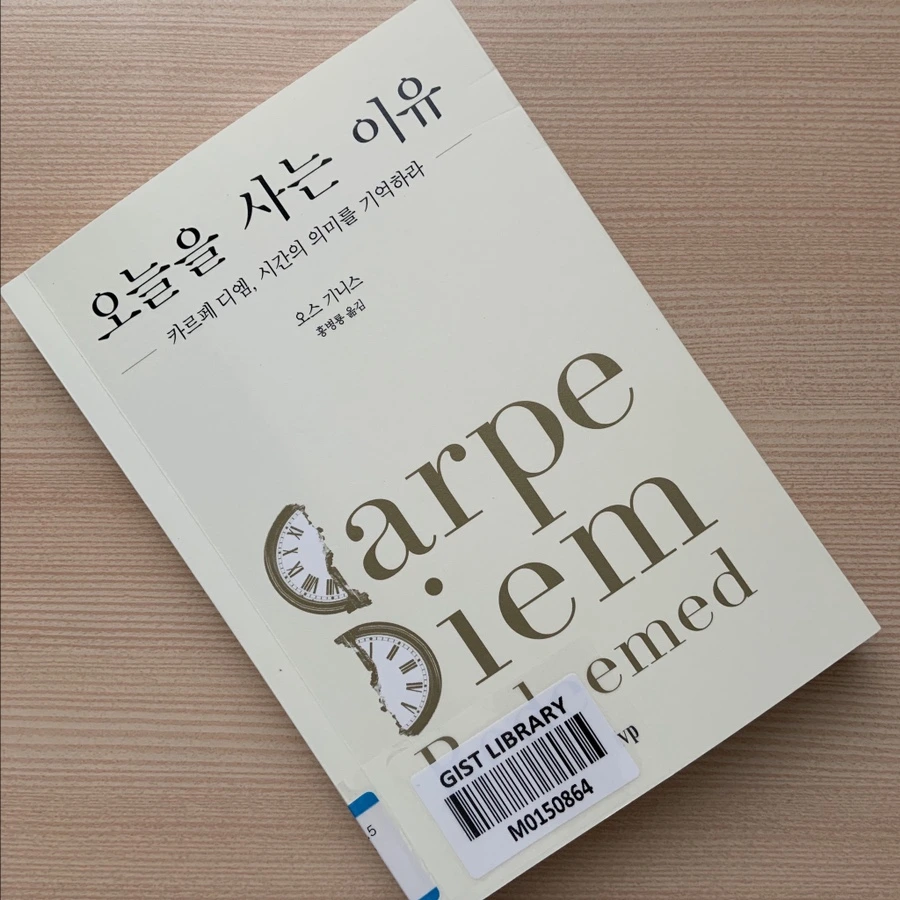 오늘을 사는 이유
카르페 디엠, 시간의 의미를 기억하라
오스 기니스
홍병룡 옮김
Carpe
Diem
Redeemed
vp
GIST LIBRARY
M0150864
.5